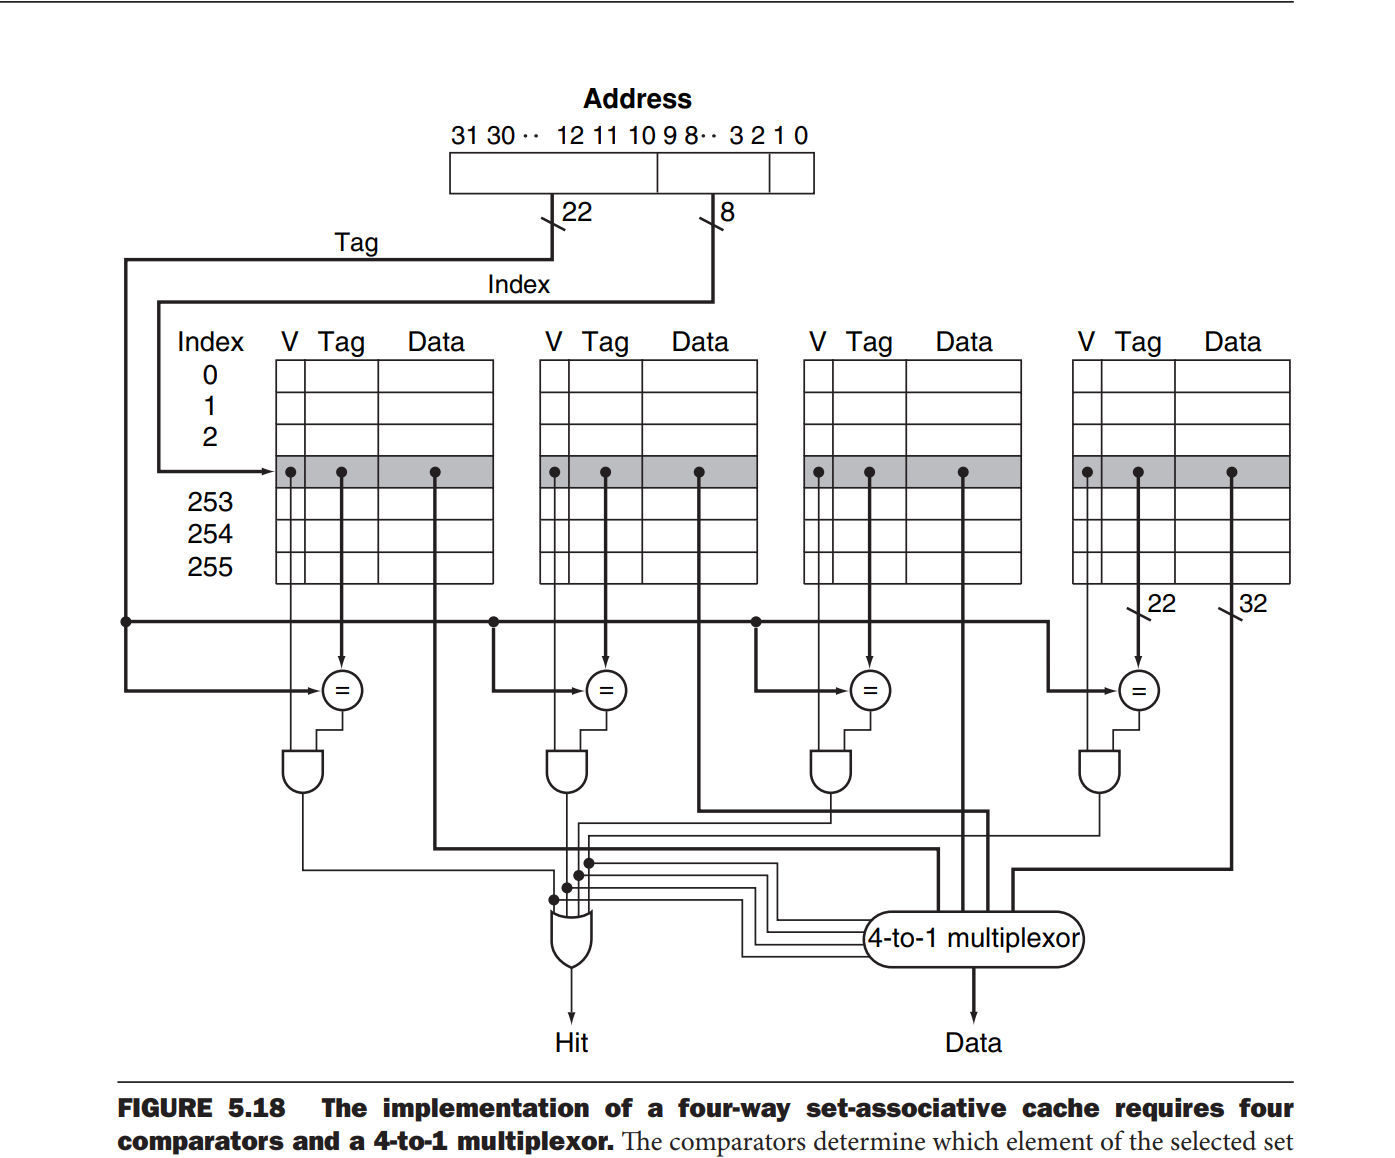 Address
31 30 ·· 12 11 10 9 8 ·· 3 2 1 0
22
8
Tag
Index
Index V Tag Data V Tag Data V Tag Data V Tag Data
0
1
2
253
254
255
22 32
= = = =
4-to-1 multiplexor
Hit Data
FIGURE 5.18 The implementation of a four-way set-associative cache requires four
comparators and a 4-to-1 multiplexor. The comparators determine which element of the selected set